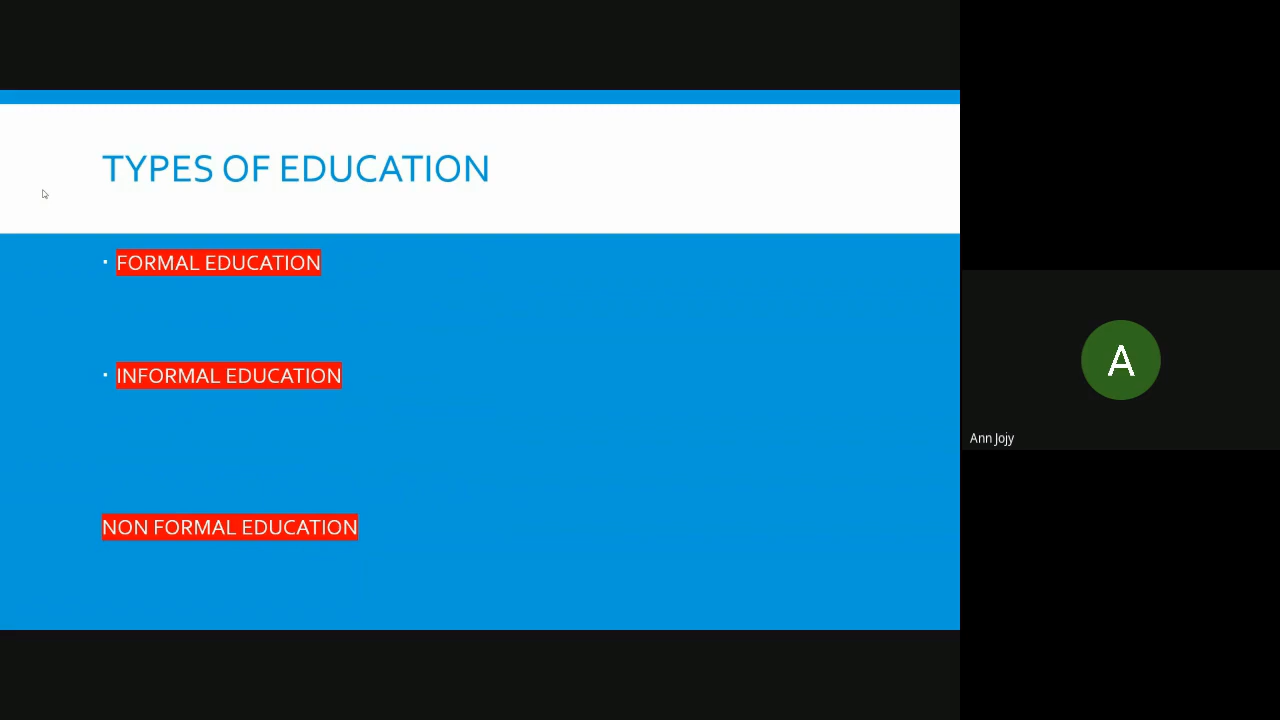 TYPES OF EDUCATION
▪ FORMAL EDUCATION
▪ INFORMAL EDUCATION
NON FORMAL EDUCATION
A
Ann Jojy